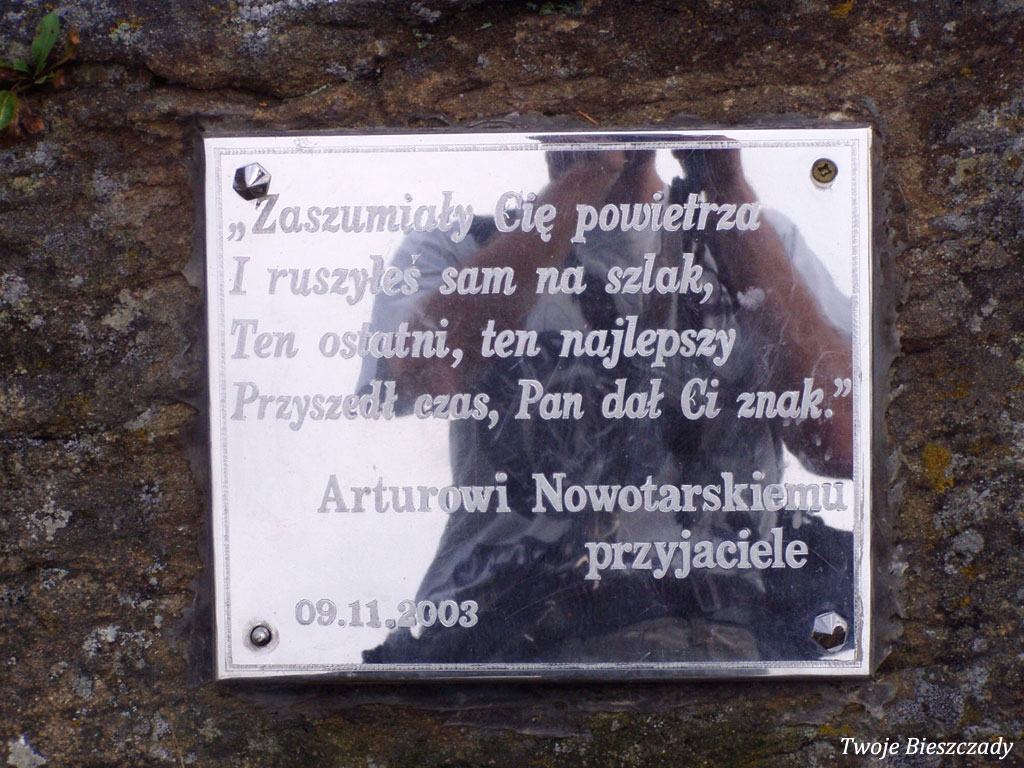 „Zaszumiały Cię powietrza
I ruszyłeś sam na szlak,
Ten ostatni, ten najlepszy
Przyszedł czas, Pan dał Ci znak.”
Arturowi Nowotarskiemu
przyjaciele
09.11.2003
Twoje Bieszczady